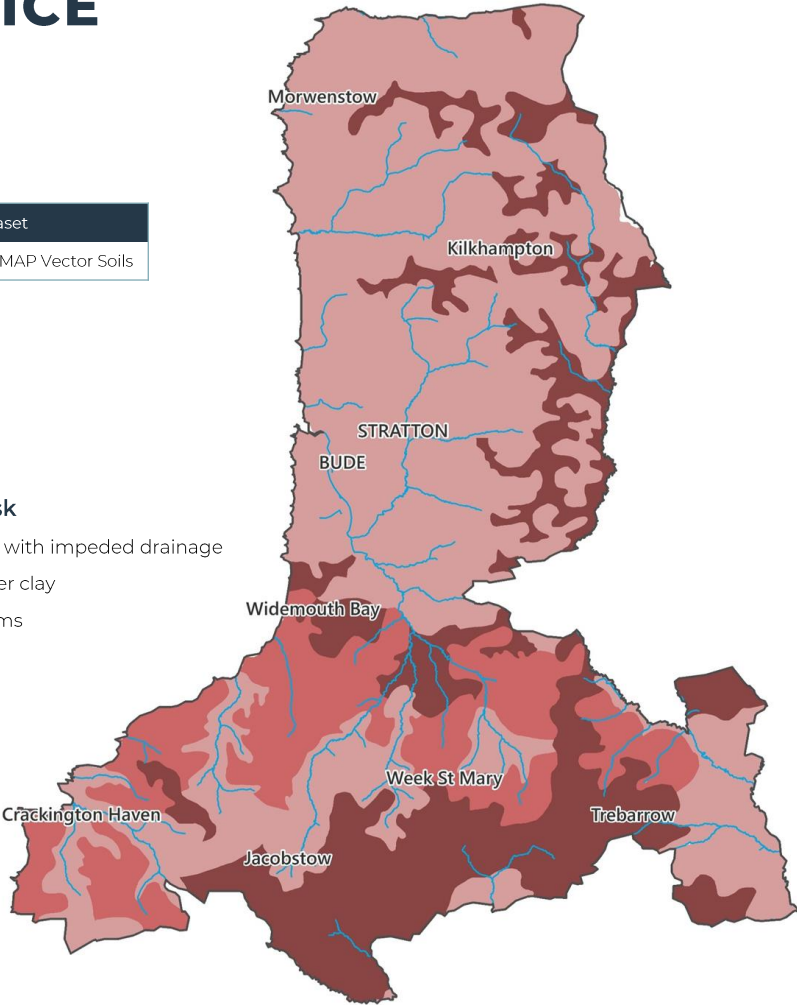 ICE
Morwenstow
aset
MAP Vector Soils
Kilkhampton
STRATTON
BUDE
sk
with impeded drainage
er clay
ms
Widemouth Bay
Week St Mary
Crackington Haven
Trebarrow
Jacobstow